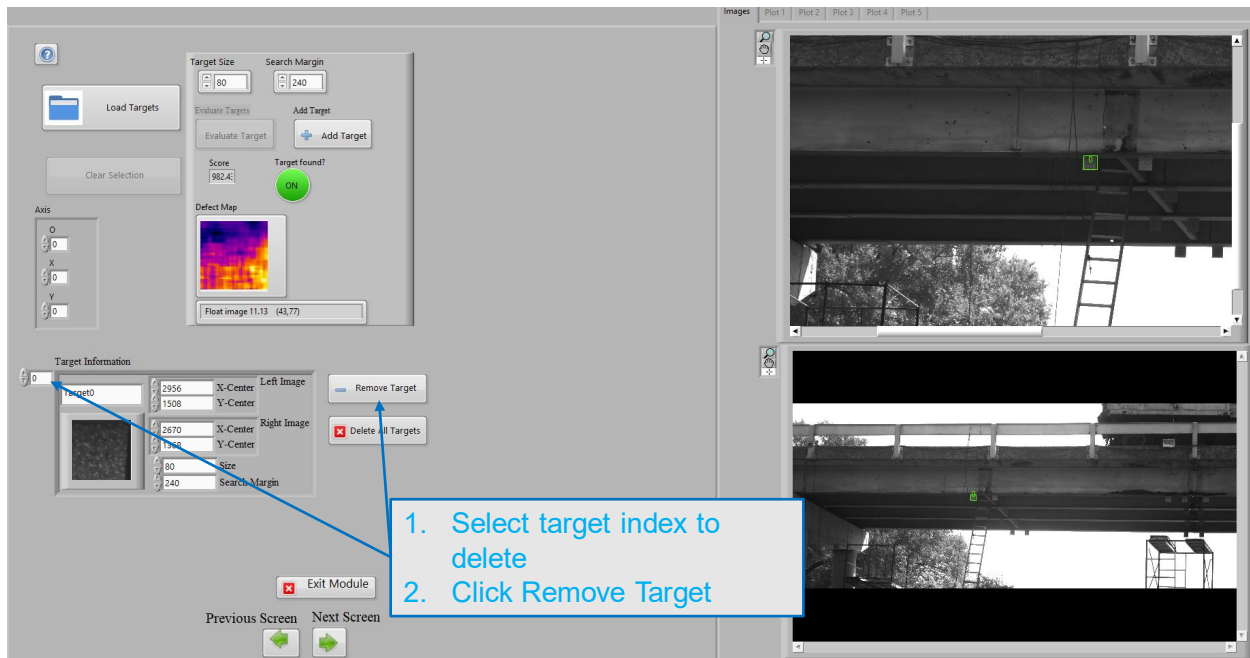 Images Plot 1 Plot 2 Plot 3 Plot 4 Plot 5
Target Size Search Margin
80 240
Load Targets
Evaluate Targets Add Target
Evaluate Target Add Target
Clear Selection
Score Target found?
982.4
ON
Axis
O
0
X
0
Y
0
Defect Map
Float image 11.13 (43,77)
Target Information
0
Target0
2956 X-Center Left Image
1508 Y-Center
2670 X-Center Right Image
1368 Y-Center
80 Size
240 Search Margin
Remove Target
Delete All Targets
1. Select target index to
delete
2. Click Remove Target
Exit Module
Previous Screen Next Screen